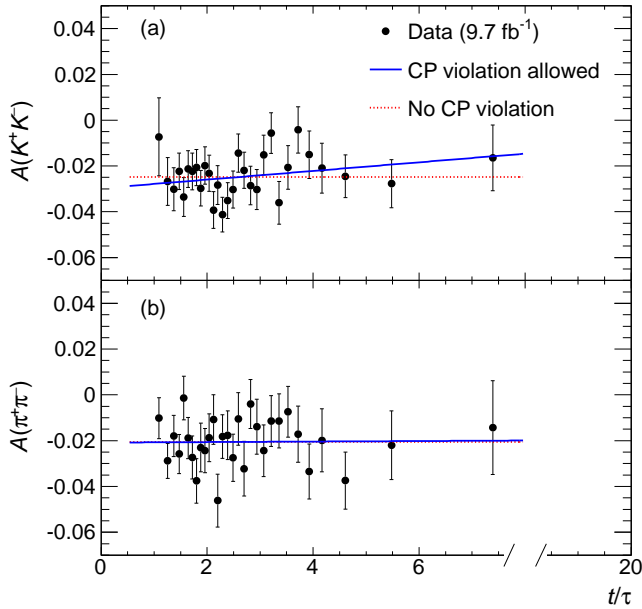 (a)
Data (9.7 fb⁻¹)
CP violation allowed
No CP violation
A(K⁺K⁻)
0.04
0.02
0
-0.02
-0.04
-0.06
(b)
A(π⁺π⁻)
0.04
0.02
0
-0.02
-0.04
-0.06
0 2 4 6 8 20
t/τ